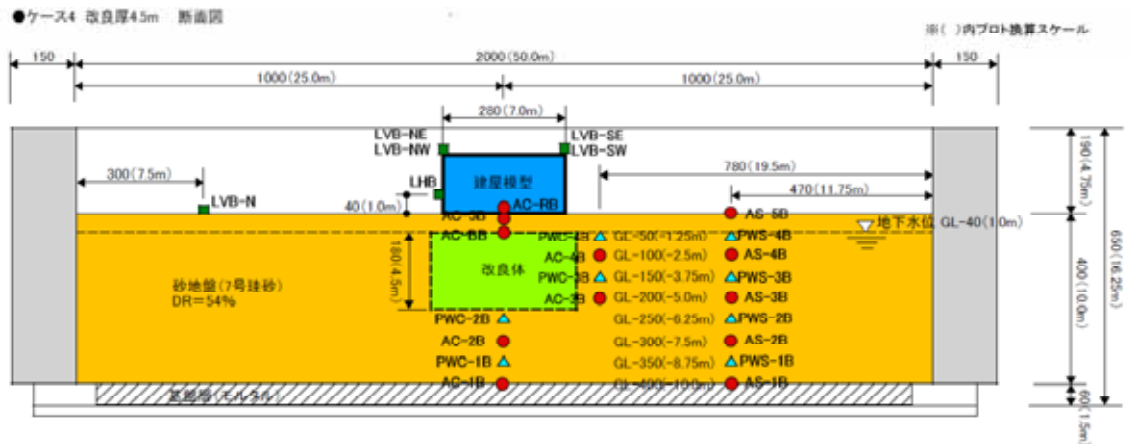 ●ケース4 改良厚4.5m 断面図
※( )内プロト換算スケール
150
2000(50.0m)
150
1000(25.0m)
1000(25.0m)
280(7.0m)
LVB-NE
LVB-NW
LVB-SE
LVB-SW
780(19.5m)
190(4.75m)
300(7.5m)
LHB
建屋模型
470(11.75m)
LVB-N
40(1.0m)
AC-RB
AC-5B
AS-5B
地下水位 GL-40(1.0m)
AC-BB
PWC-4B
GL-50(-1.25m)
PWS-4B
180(4.5m)
AC-4B
GL-100(-2.5m)
AS-4B
改良体
PWC-3B
GL-150(-3.75m)
PWS-3B
砂地盤(7号珪砂)
DR=54%
AC-3B
GL-200(-5.0m)
AS-3B
400(10.0m)
650(16.25m)
PWC-2B
GL-250(-6.25m)
PWS-2B
AC-2B
GL-300(-7.5m)
AS-2B
PWC-1B
GL-350(-8.75m)
PWS-1B
AC-1B
GL-400(-10.0m)
AS-1B
基部層(モルタル)
60(1.5m)